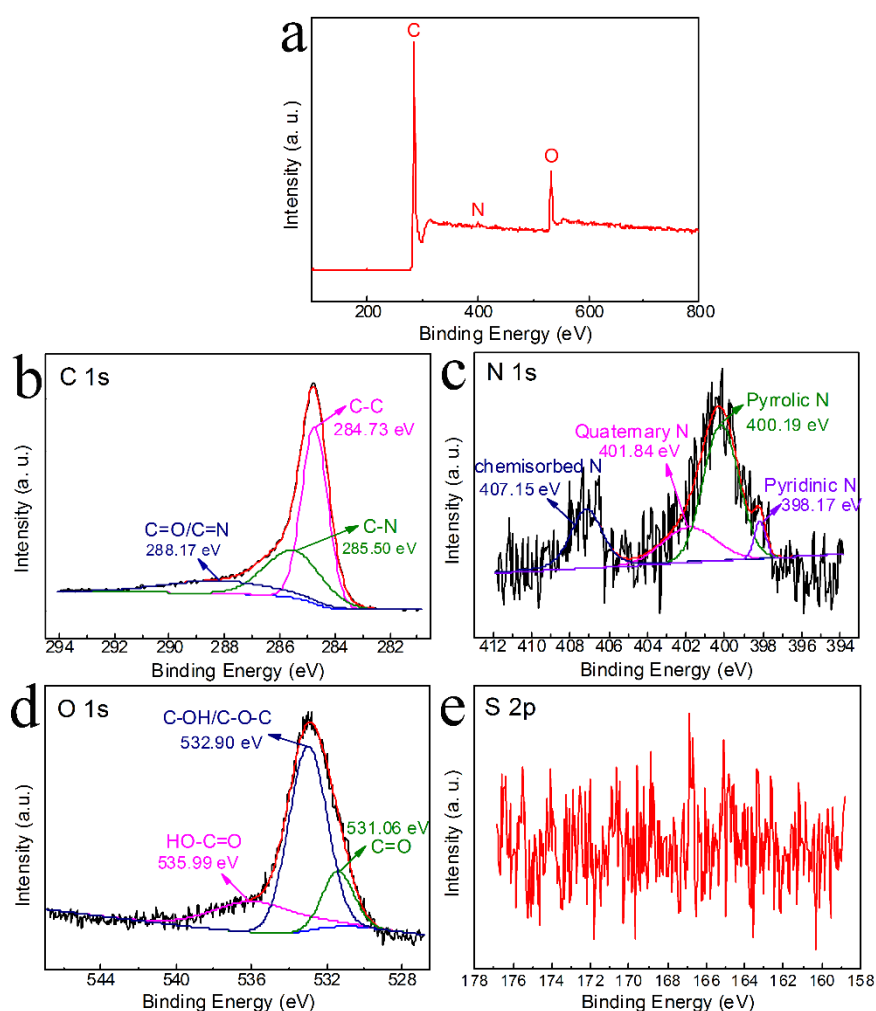 a
C
N
O
Intensity (a. u.)
200 400 600 800
Binding Energy (eV)
b
C 1s
C-C
284.73 eV
C=O/C=N
288.17 eV
C-N
285.50 eV
Intensity (a. u.)
294 292 290 288 286 284 282
Binding Energy (eV)
c
N 1s
Pyrrolic N
400.19 eV
Quaternary N
401.84 eV
chemisorbed N
407.15 eV
Pyridinic N
398.17 eV
Intensity (a. u.)
412 410 408 406 404 402 400 398 396 394
Binding Energy (eV)
d
O 1s
C-OH/C-O-C
532.90 eV
531.06 eV
C=O
HO-C=O
535.99 eV
Intensity (a.u.)
544 540 536 532 528
Binding Energy (eV)
e
S 2p
Intensity (a. u.)
178 176 174 172 170 168 166 164 162 160 158
Binding Energy (eV)